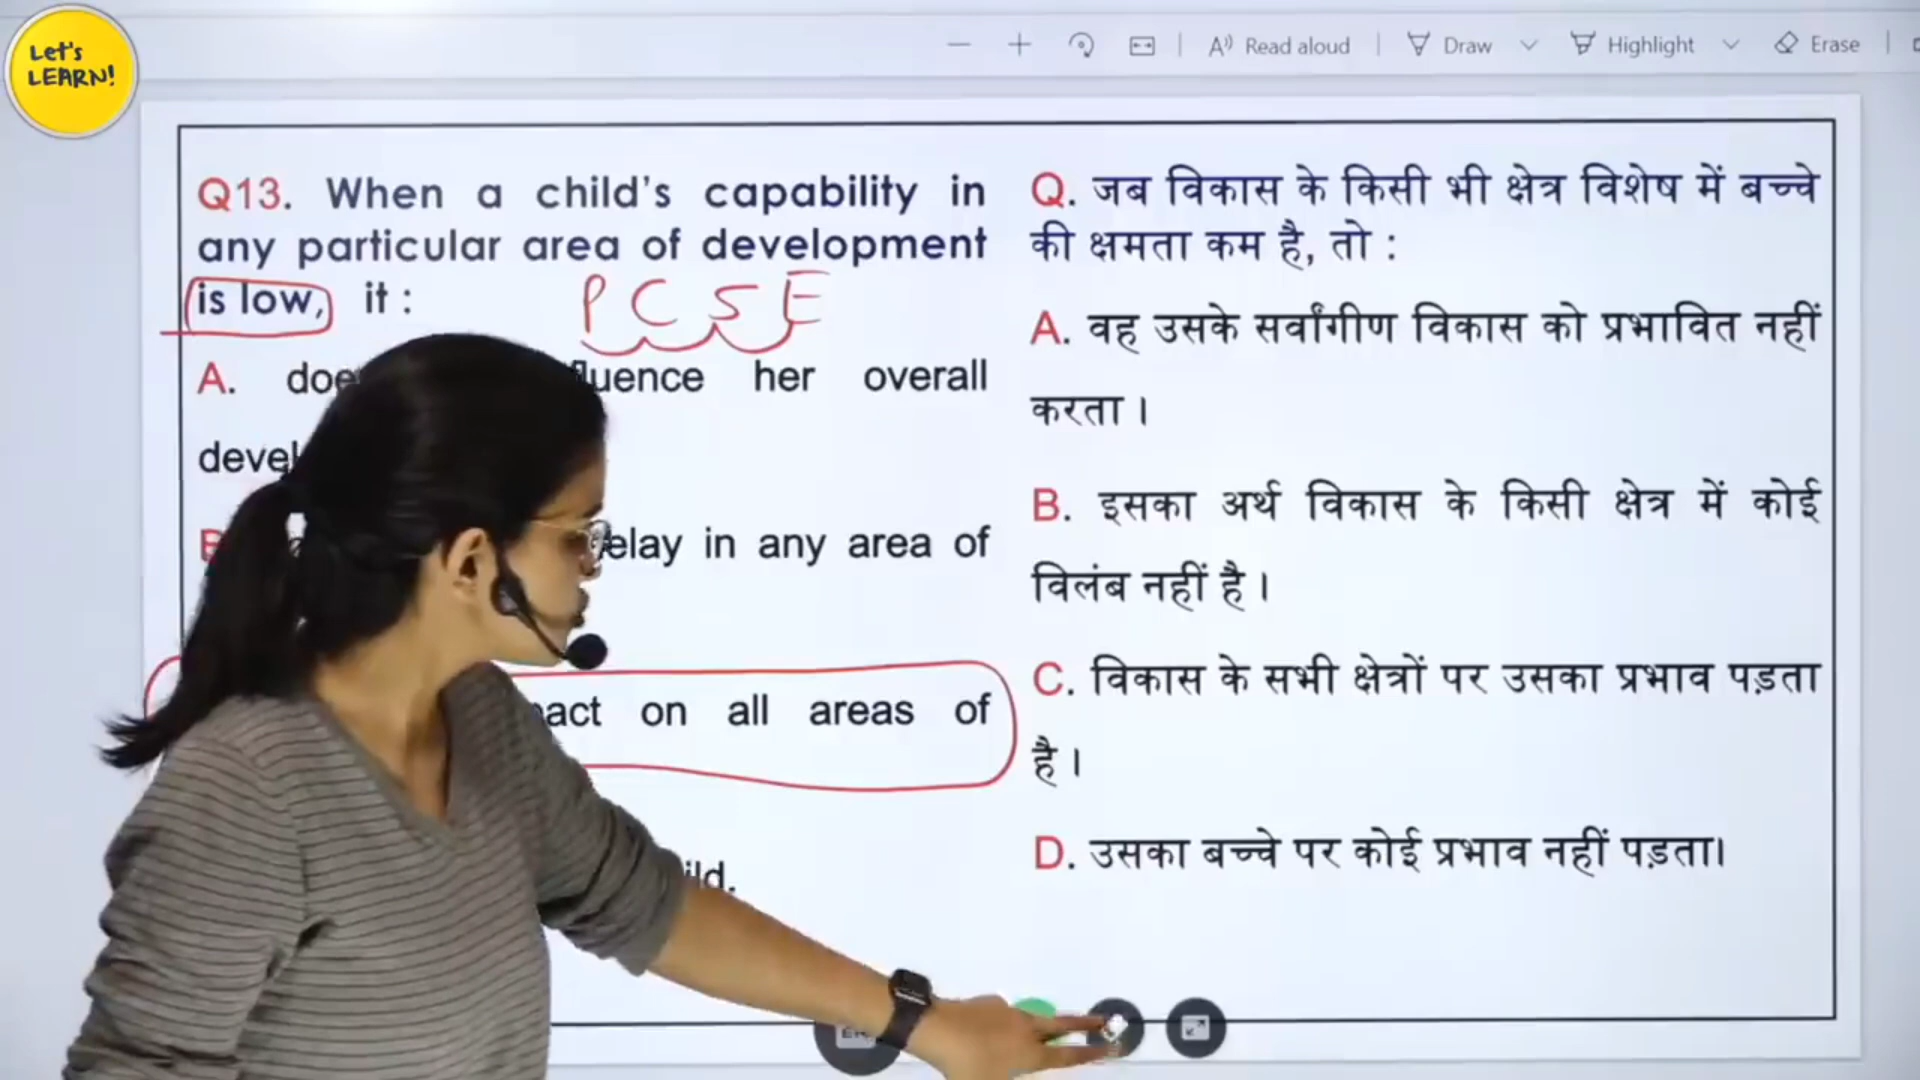 Let's
LEARN!
Read aloud
Draw
Highlight
Erase
Q13. When a child's capability in
any particular area of development
is low, it :
P C S E
A. overall her
devel
B elay in any area of
act on all areas of
ild.
Q. जब विकास के किसी भी क्षेत्र विशेष में बच्चे
की क्षमता कम है, तो :
A. वह उसके सर्वांगीण विकास को प्रभावित नहीं
करता ।
B. इसका अर्थ विकास के किसी क्षेत्र में कोई
विलंब नहीं है ।
C. विकास के सभी क्षेत्रों पर उसका प्रभाव पड़ता
है ।
D. उसका बच्चे पर कोई प्रभाव नहीं पड़ता।